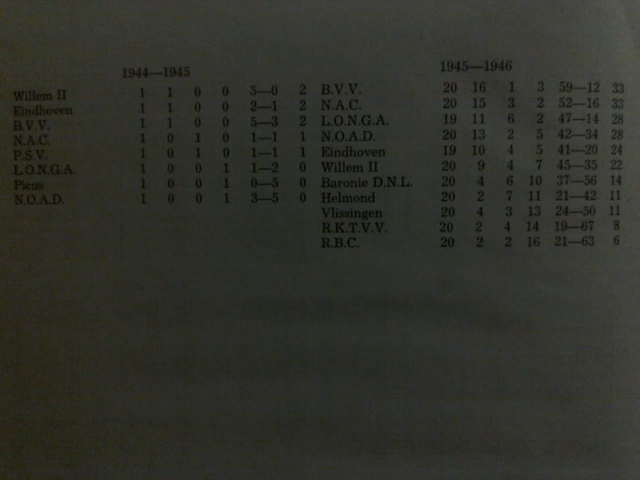 1944—1945
Willem II 1 1 0 0 5—0 2
Eindhoven 1 1 0 0 2—1 2
B.V.V. 1 1 0 0 5—3 2
N.A.C. 1 0 1 0 1—1 1
P.S.V. 1 0 1 0 1—1 1
L.O.N.G.A. 1 0 0 1 1—2 0
Picus 1 0 0 1 0—5 0
N.O.A.D. 1 0 0 1 3—5 0
1945—1946
B.V.V. 20 16 1 3 59—12 33
N.A.C. 20 15 3 2 52—16 33
L.O.N.G.A. 19 11 6 2 47—14 28
N.O.A.D. 20 13 2 5 42—34 28
Eindhoven 19 10 4 5 41—20 24
Willem II 20 9 4 7 45—35 22
Baronie D.N.L. 20 4 6 10 37—56 14
Helmond 20 2 7 11 21—42 11
Vlissingen 20 4 3 13 24—50 11
R.K.T.V.V. 20 2 4 14 19—67 8
R.B.C. 20 2 2 16 21—63 6